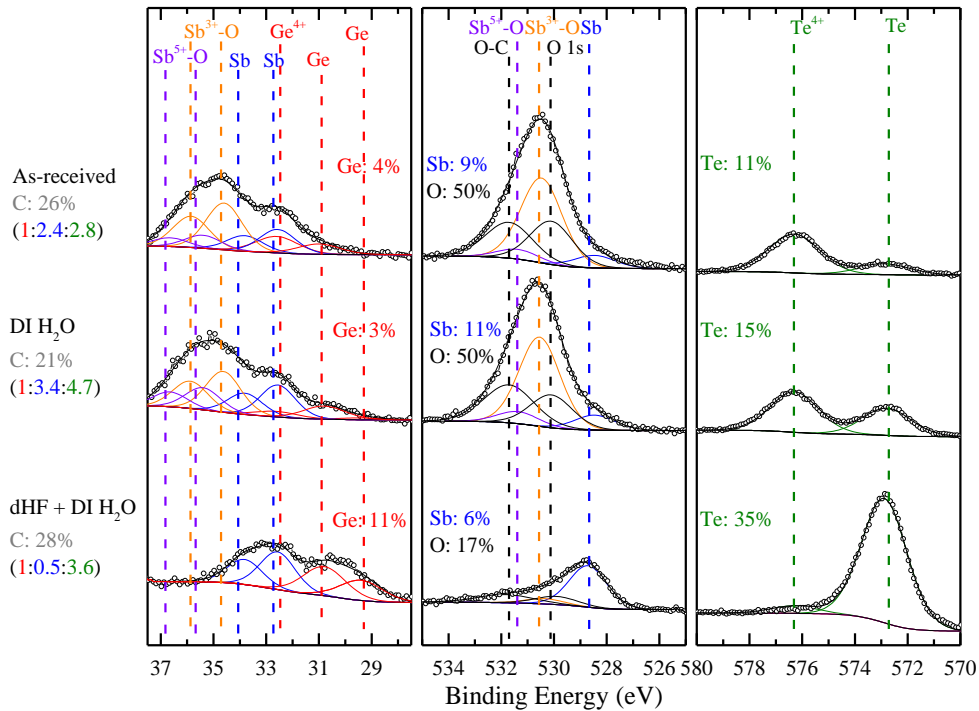 Sb³⁺-O Ge⁴⁺ Ge
Sb⁵⁺-O Sb Sb Ge
Sb⁵⁺-O Sb³⁺-O Sb
O-C O 1s
Te⁴⁺ Te
As-received
C: 26%
(1:2.4:2.8)
Ge: 4%
Sb: 9%
O: 50%
Te: 11%
DI H₂O
C: 21%
(1:3.4:4.7)
Ge: 3%
Sb: 11%
O: 50%
Te: 15%
dHF + DI H₂O
C: 28%
(1:0.5:3.6)
Ge: 11%
Sb: 6%
O: 17%
Te: 35%
37 35 33 31 29
534 532 530 528 526
580 578 576 574 572 570
Binding Energy (eV)